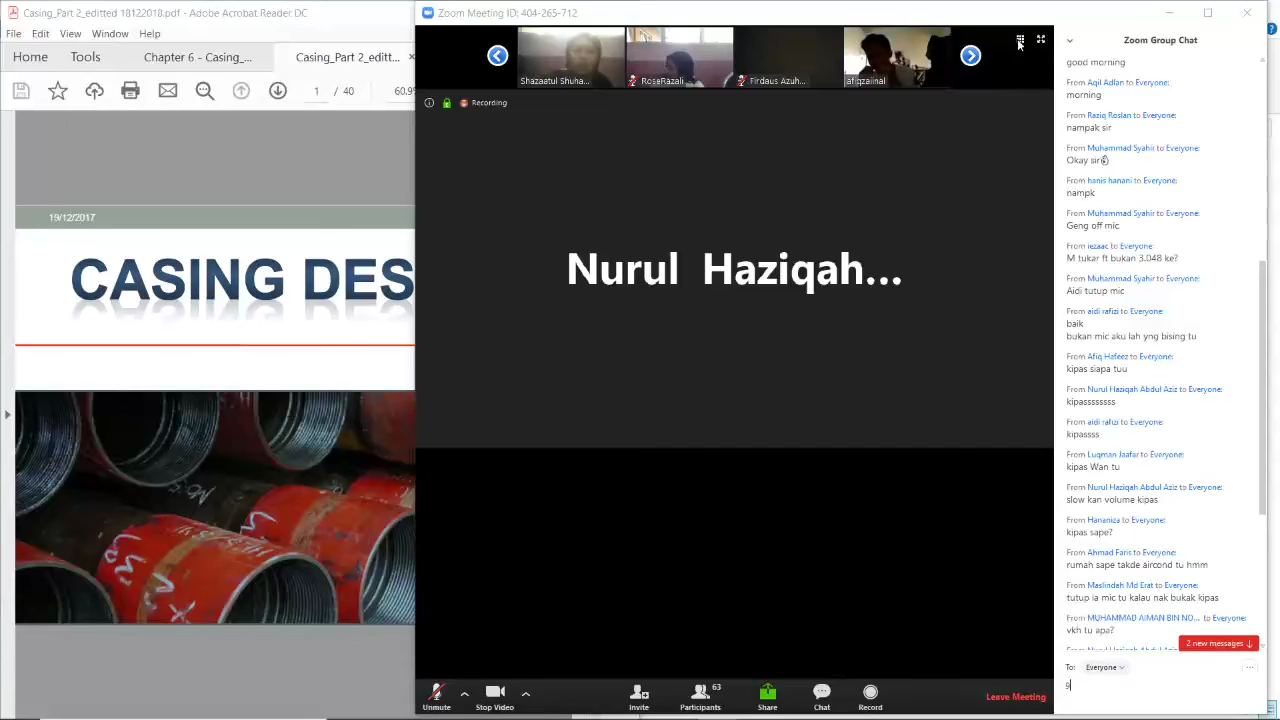 Casing_Part 2_editted 18122018.pdf - Adobe Acrobat Reader DC
File Edit View Window Help
Home Tools Chapter 6 - Casing_... Casing_Part 2_editted... ×
1 / 40 60.9
19/12/2017
CASING DES
Zoom Meeting ID: 404-265-712
Shazaatul Shuha... RoseRazali Firdaus Azuh... afiqzainal
Recording
Nurul Haziqah...
Unmute Stop Video Invite Participants 63 Share Chat Record Leave Meeting
Zoom Group Chat
good morning
From Aqil Adlan to Everyone:
morning
From Raziq Roslan to Everyone:
nampak sir
From Muhammad Syahir to Everyone:
Okay sir👌
From hanis hanani to Everyone:
nampk
From Muhammad Syahir to Everyone:
Geng off mic
From iezaac to Everyone:
M tukar ft bukan 3.048 ke?
From Muhammad Syahir to Everyone:
Aidi tutup mic
From aidi rafizi to Everyone:
baik
bukan mic aku lah yng bising tu
From Afiq Hafeez to Everyone:
kipas siapa tuu
From Nurul Haziqah Abdul Aziz to Everyone:
kipassssssss
From aidi rafizi to Everyone:
kipassss
From Luqman Jaafar to Everyone:
kipas Wan tu
From Nurul Haziqah Abdul Aziz to Everyone:
slow kan volume kipas
From Hananiza to Everyone:
kipas sape?
From Ahmad Faris to Everyone:
rumah sape takde aircond tu hmm
From Maslindah Md Erat to Everyone:
tutup la mic tu kalau nak bukak kipas
From MUHAMMAD AIMAN BIN NO... to Everyone:
vkh tu apa?
2 new messages ↓
To: Everyone
9